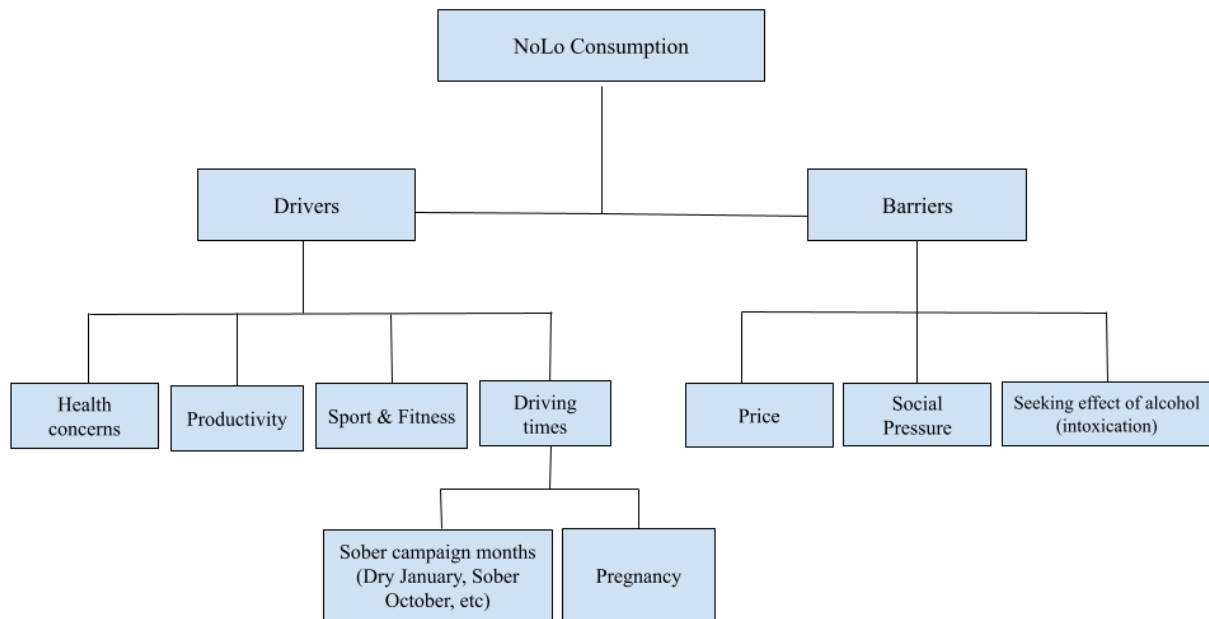 NoLo Consumption
Drivers
Barriers
Health
concerns
Productivity
Sport & Fitness
Driving
times
Price
Social
Pressure
Seeking effect of alcohol
(intoxication)
Sober campaign months
(Dry January, Sober
October, etc)
Pregnancy